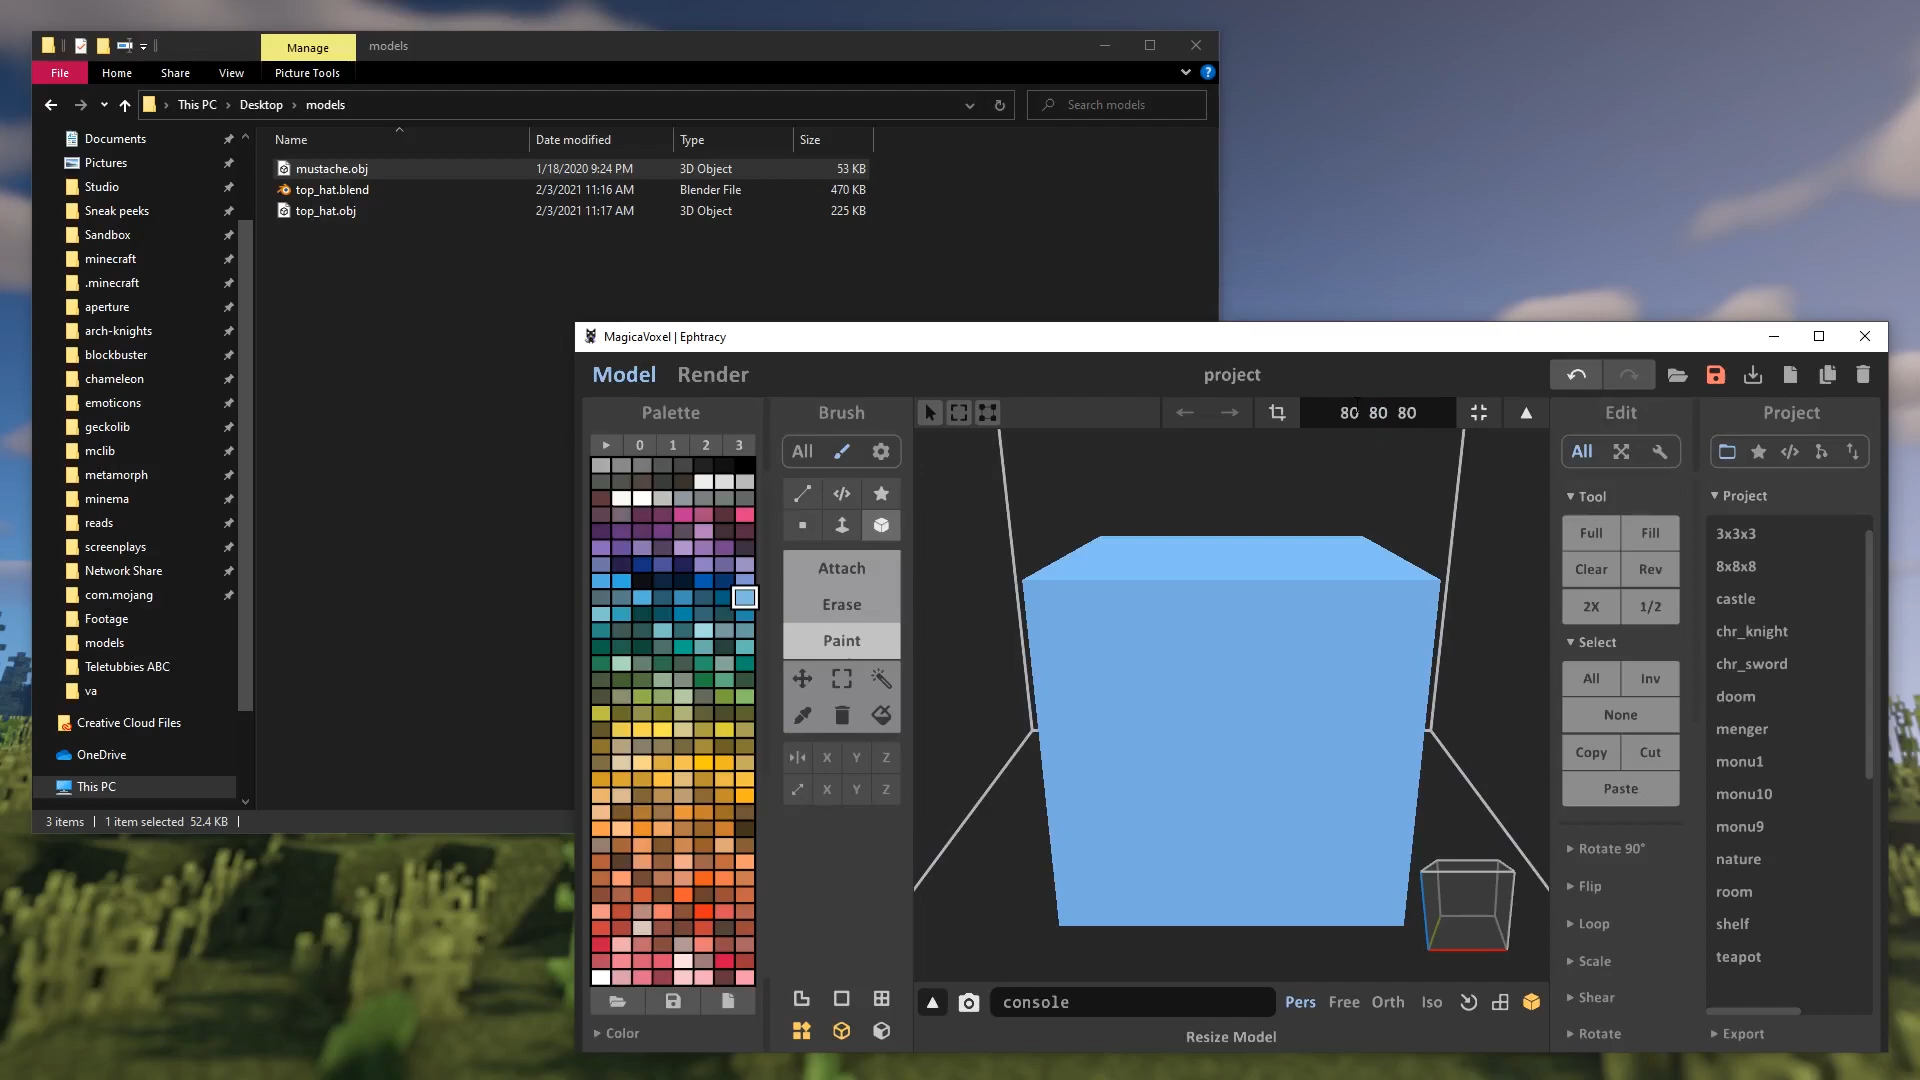 Manage
models
File
Home
Share
View
Picture Tools
?
This PC
Desktop
models
Search models
Name
Date modified
Type
Size
mustache.obj
1/18/2020 9:24 PM
3D Object
53 KB
top_hat.blend
2/3/2021 11:16 AM
Blender File
470 KB
top_hat.obj
2/3/2021 11:17 AM
3D Object
225 KB
Documents
Pictures
Studio
Sneak peeks
Sandbox
minecraft
.minecraft
aperture
arch-knights
blockbuster
chameleon
emoticons
geckolib
mclib
metamorph
minema
reads
screenplays
Network Share
com.mojang
Footage
models
Teletubbies ABC
va
Creative Cloud Files
OneDrive
This PC
3 items
1 item selected 52.4 KB
MagicaVoxel | Ephtracy
Model
Render
project
Palette
Brush
80 80 80
Edit
Project
0
1
2
3
All
Attach
Erase
Paint
X
Y
Z
X
Y
Z
Color
console
Pers
Free
Orth
Iso
Resize Model
All
Tool
Full
Fill
Clear
Rev
2X
1/2
Select
All
Inv
None
Copy
Cut
Paste
Rotate 90°
Flip
Loop
Scale
Shear
Rotate
Project
3x3x3
8x8x8
castle
chr_knight
chr_sword
doom
menger
monu1
monu10
monu9
nature
room
shelf
teapot
Export